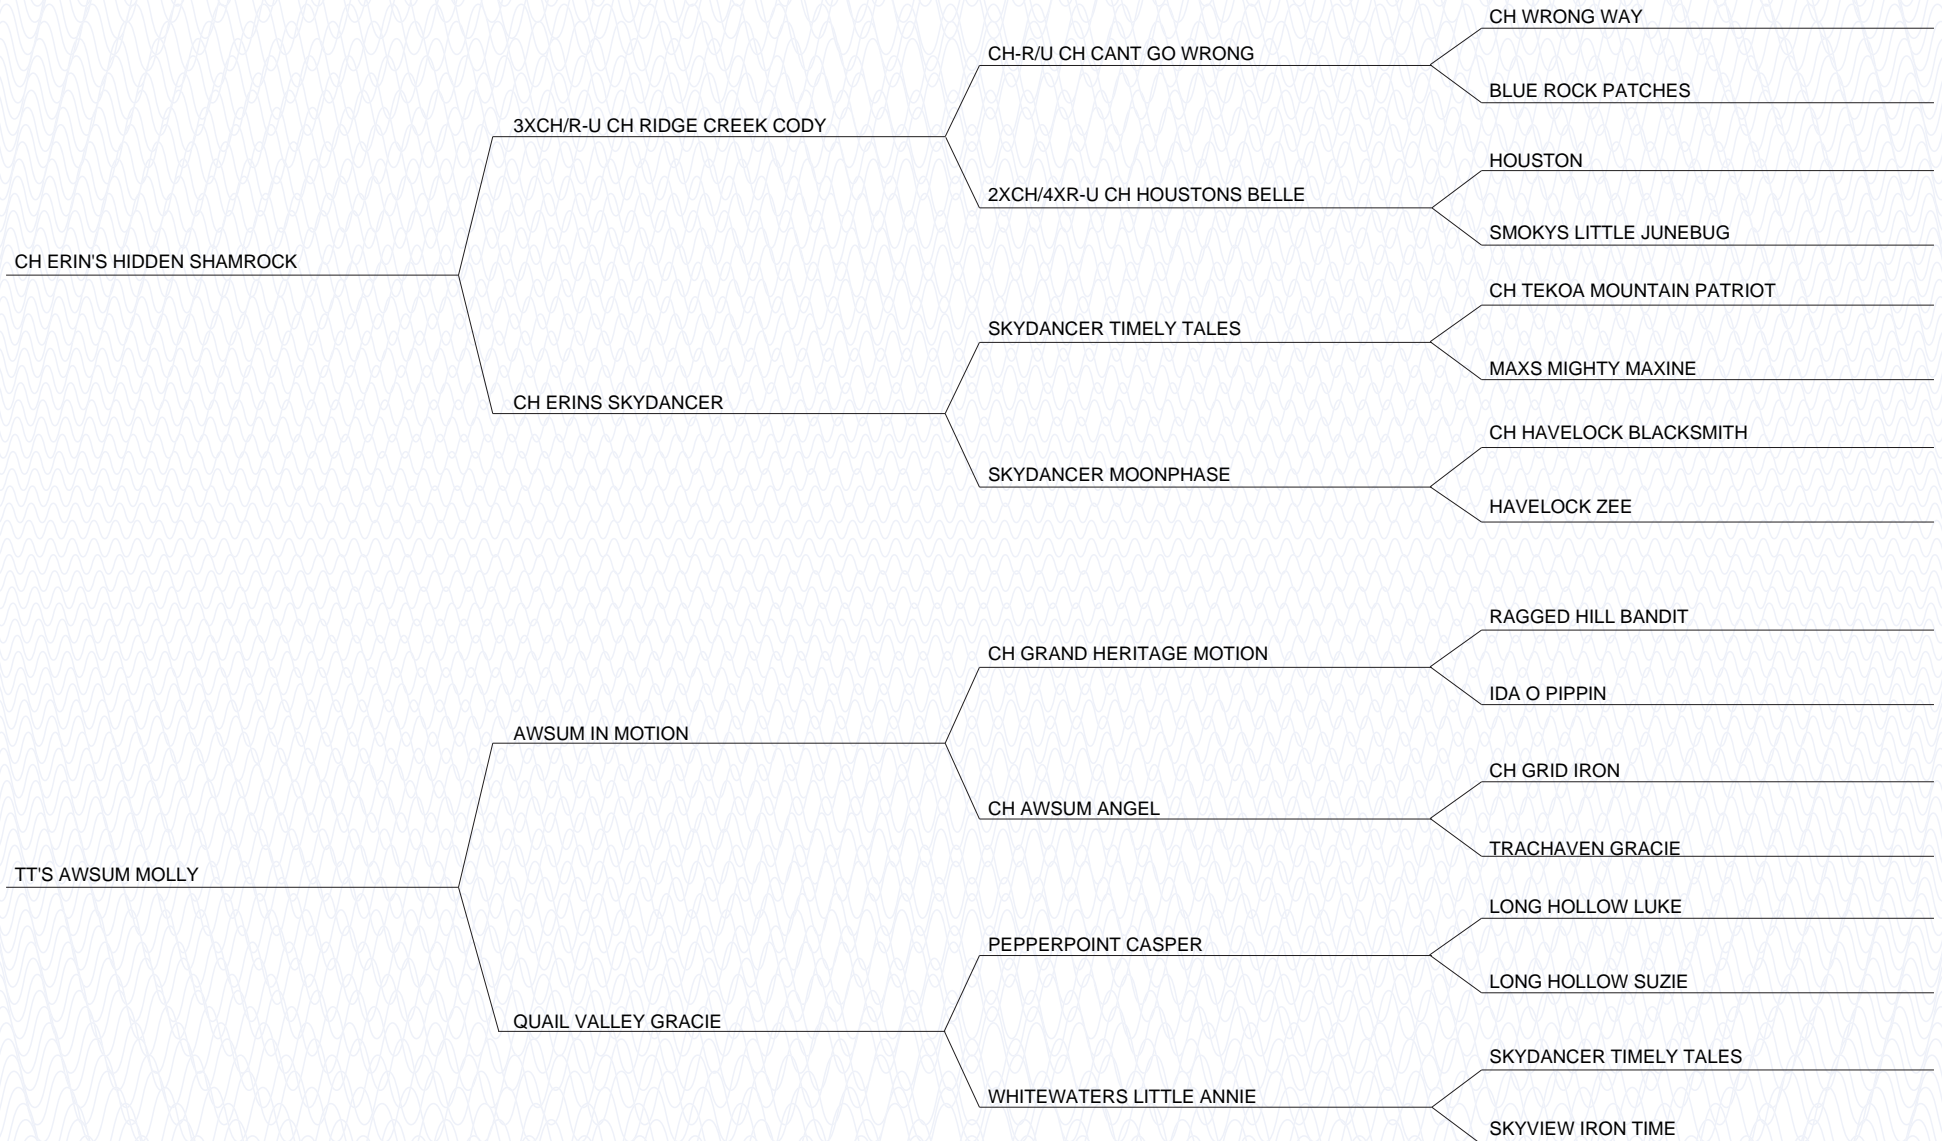 CH WRONG WAY
CH-R/U CH CANT GO WRONG
BLUE ROCK PATCHES
3XCH/R-U CH RIDGE CREEK CODY
HOUSTON
2XCH/4XR-U CH HOUSTONS BELLE
SMOKYS LITTLE JUNEBUG
CH ERIN'S HIDDEN SHAMROCK
CH TEKOA MOUNTAIN PATRIOT
SKYDANCER TIMELY TALES
MAXS MIGHTY MAXINE
CH ERINS SKYDANCER
CH HAVELOCK BLACKSMITH
SKYDANCER MOONPHASE
HAVELOCK ZEE
RAGGED HILL BANDIT
CH GRAND HERITAGE MOTION
IDA O PIPPIN
AWSUM IN MOTION
CH GRID IRON
CH AWSUM ANGEL
TRACHAVEN GRACIE
TT'S AWSUM MOLLY
LONG HOLLOW LUKE
PEPPERPOINT CASPER
LONG HOLLOW SUZIE
QUAIL VALLEY GRACIE
SKYDANCER TIMELY TALES
WHITEWATERS LITTLE ANNIE
SKYVIEW IRON TIME